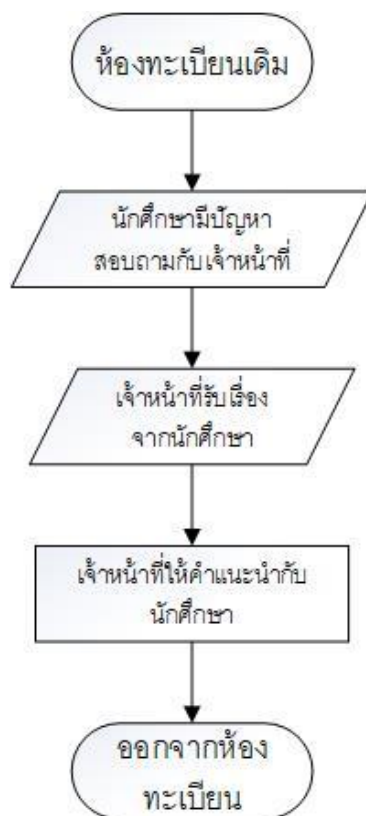 ห้องทะเบียนเดิม
นักศึกษามีปัญหา
สอบถามกับเจ้าหน้าที่
เจ้าหน้าที่รับเรื่อง
จากนักศึกษา
เจ้าหน้าที่ให้คำแนะนำกับ
นักศึกษา
ออกจากห้อง
ทะเบียน